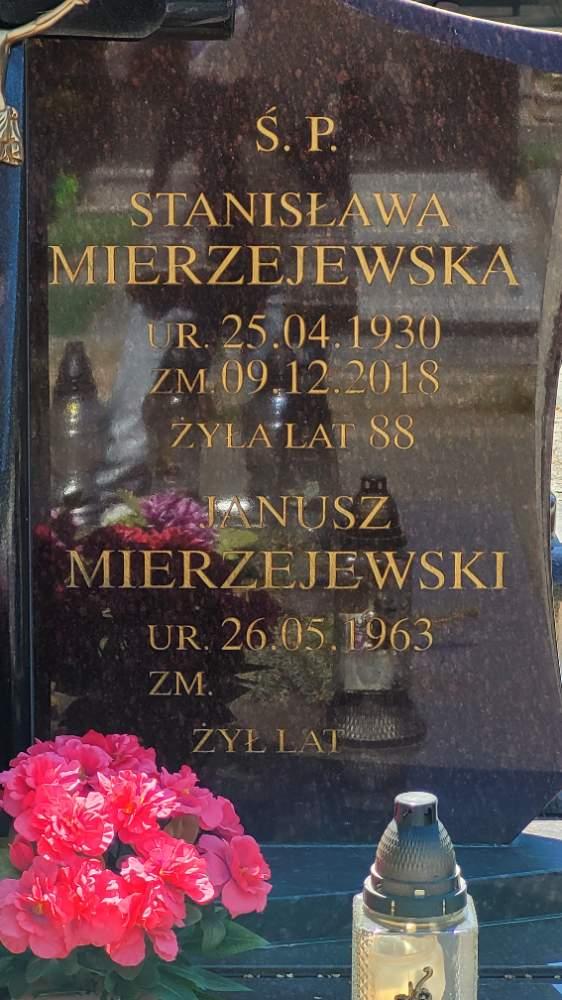 Ś. P.
STANISŁAWA
MIERZEJEWSKA
UR. 25.04.1930
ZM. 09.12.2018
ŻYŁA LAT 88
JANUSZ
MIERZEJEWSKI
UR. 26.05.1963
ZM.
ŻYŁ LAT